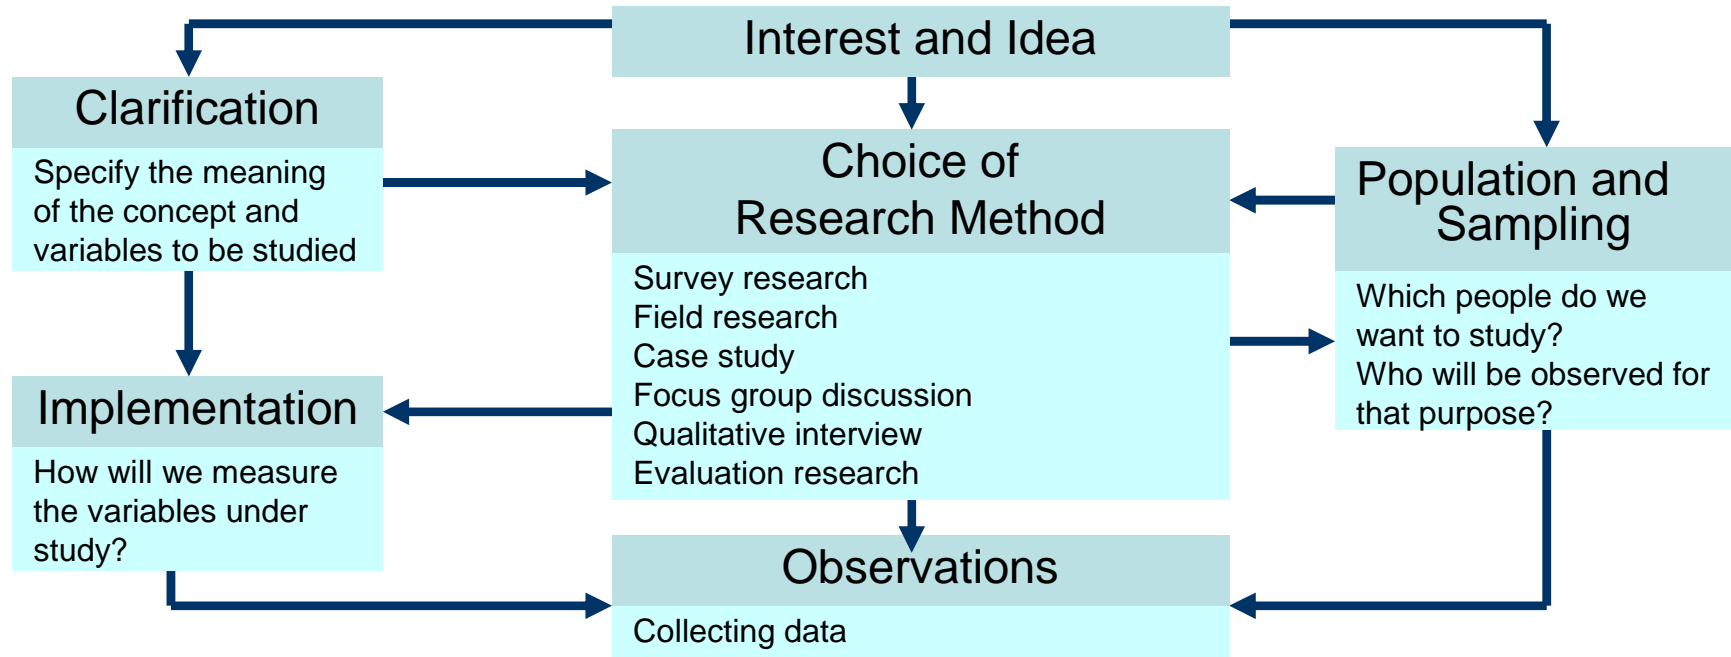 Interest and Idea
Clarification
Specify the meaning
of the concept and
variables to be studied
Choice of
Research Method
Survey research
Field research
Case study
Focus group discussion
Qualitative interview
Evaluation research
Population and
Sampling
Which people do we
want to study?
Who will be observed for
that purpose?
Implementation
How will we measure
the variables under
study?
Observations
Collecting data